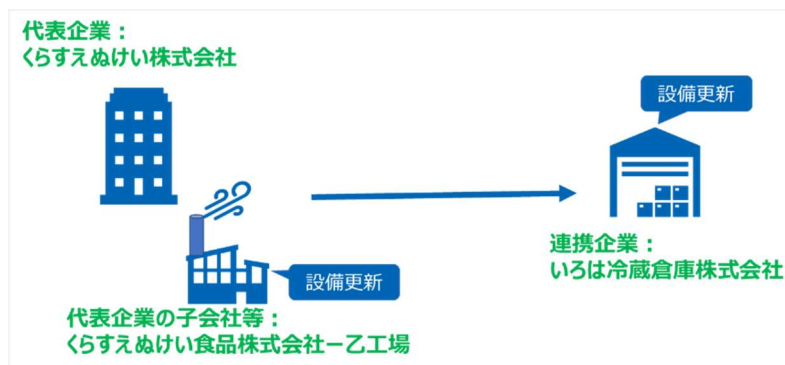 代表企業：
くらすえぬけい株式会社
設備更新
設備更新
連携企業：
いろは冷蔵倉庫株式会社
代表企業の子会社等：
くらすえぬけい食品株式会社ー乙工場